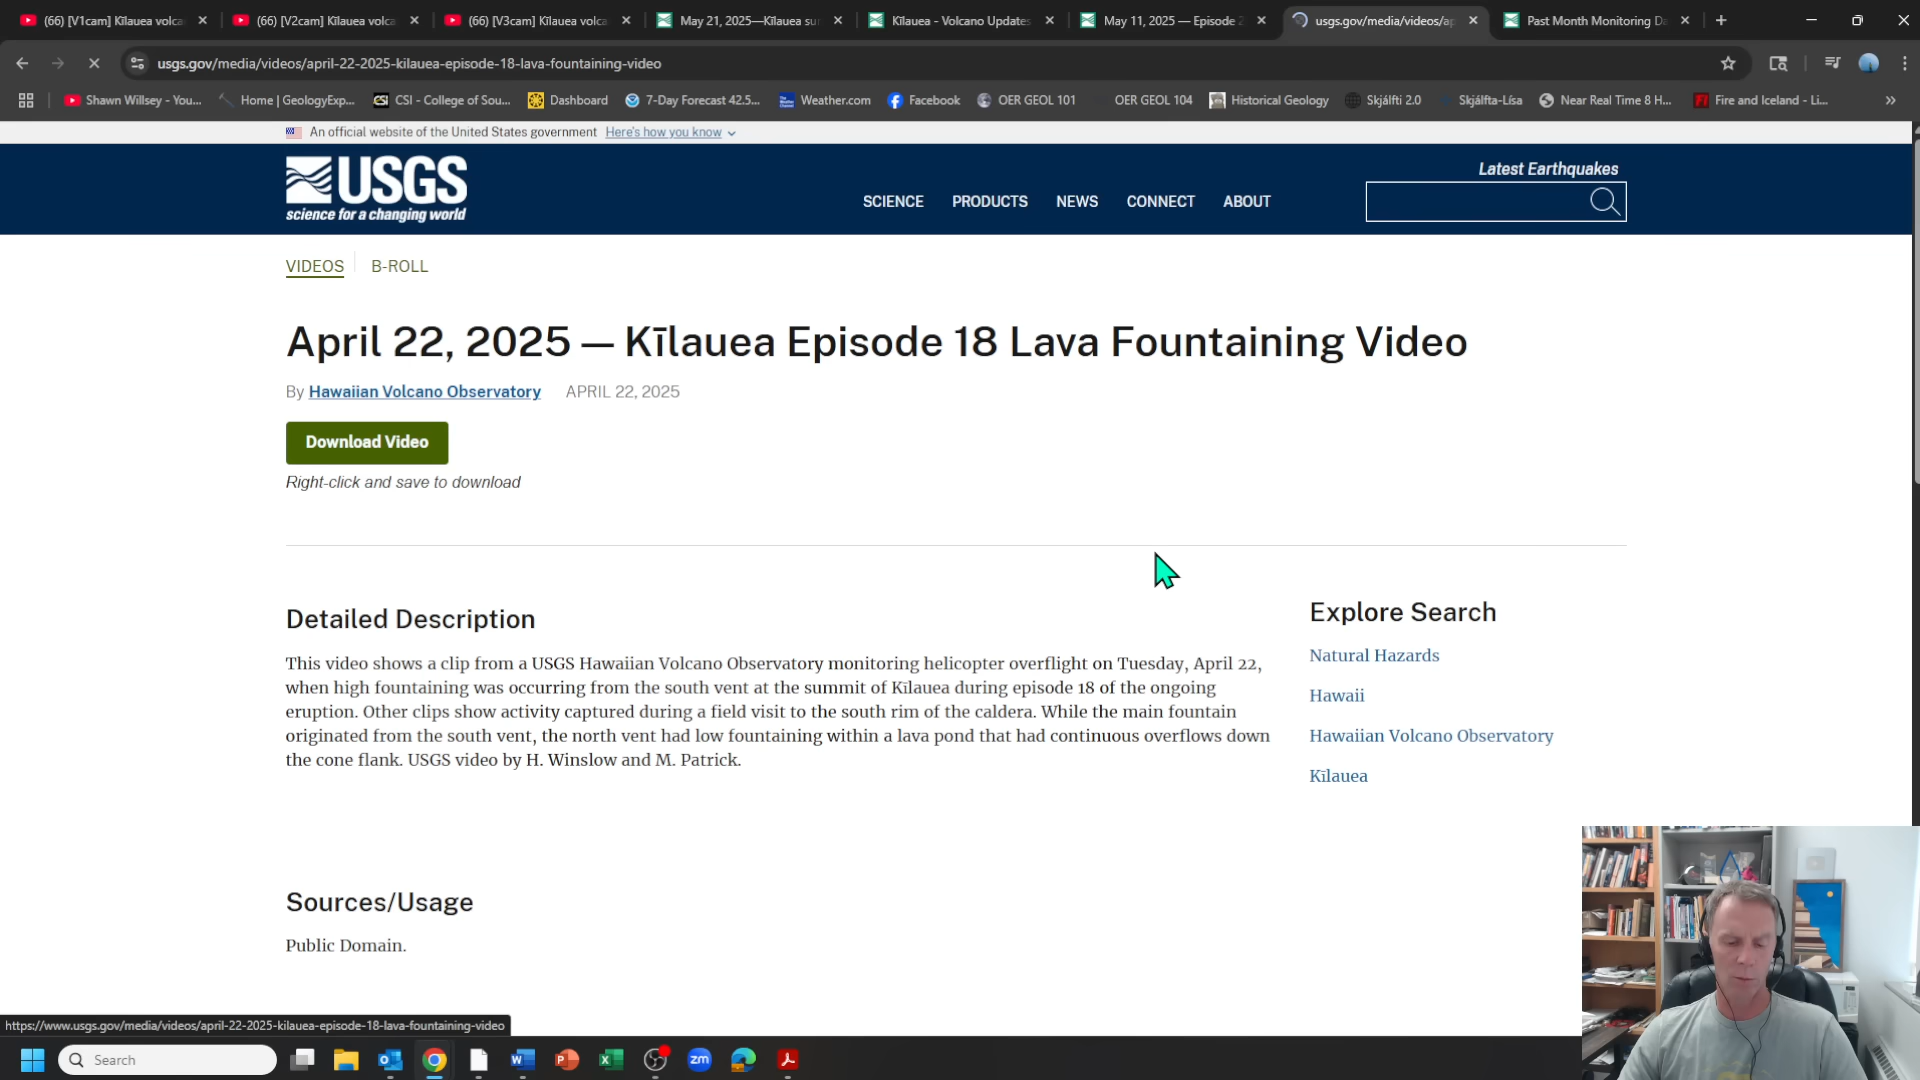 (66) [V1cam] Kīlauea volca
(66) [V2cam] Kīlauea volca
(66) [V3cam] Kīlauea volca
May 21, 2025—Kīlauea su
Kīlauea - Volcano Updates
May 11, 2025 — Episode 2
usgs.gov/media/videos/ap
Past Month Monitoring Da
usgs.gov/media/videos/april-22-2025-kilauea-episode-18-lava-fountaining-video
Shawn Willsey - You...
Home | GeologyExp...
CSI - College of Sou...
Dashboard
7-Day Forecast 42.5...
Weather.com
Facebook
OER GEOL 101
OER GEOL 104
Historical Geology
Skjálfti 2.0
Skjálfta-Lísa
Near Real Time 8 H...
Fire and Iceland - Li...
An official website of the United States government Here's how you know
USGS
science for a changing world
SCIENCE PRODUCTS NEWS CONNECT ABOUT
Latest Earthquakes
VIDEOS B-ROLL
April 22, 2025 — Kīlauea Episode 18 Lava Fountaining Video
By Hawaiian Volcano Observatory APRIL 22, 2025
Download Video
Right-click and save to download
Detailed Description
This video shows a clip from a USGS Hawaiian Volcano Observatory monitoring helicopter overflight on Tuesday, April 22,
when high fountaining was occurring from the south vent at the summit of Kīlauea during episode 18 of the ongoing
eruption. Other clips show activity captured during a field visit to the south rim of the caldera. While the main fountain
originated from the south vent, the north vent had low fountaining within a lava pond that had continuous overflows down
the cone flank. USGS video by H. Winslow and M. Patrick.
Explore Search
Natural Hazards
Hawaii
Hawaiian Volcano Observatory
Kīlauea
Sources/Usage
Public Domain.
https://www.usgs.gov/media/videos/april-22-2025-kilauea-episode-18-lava-fountaining-video
Search
zm